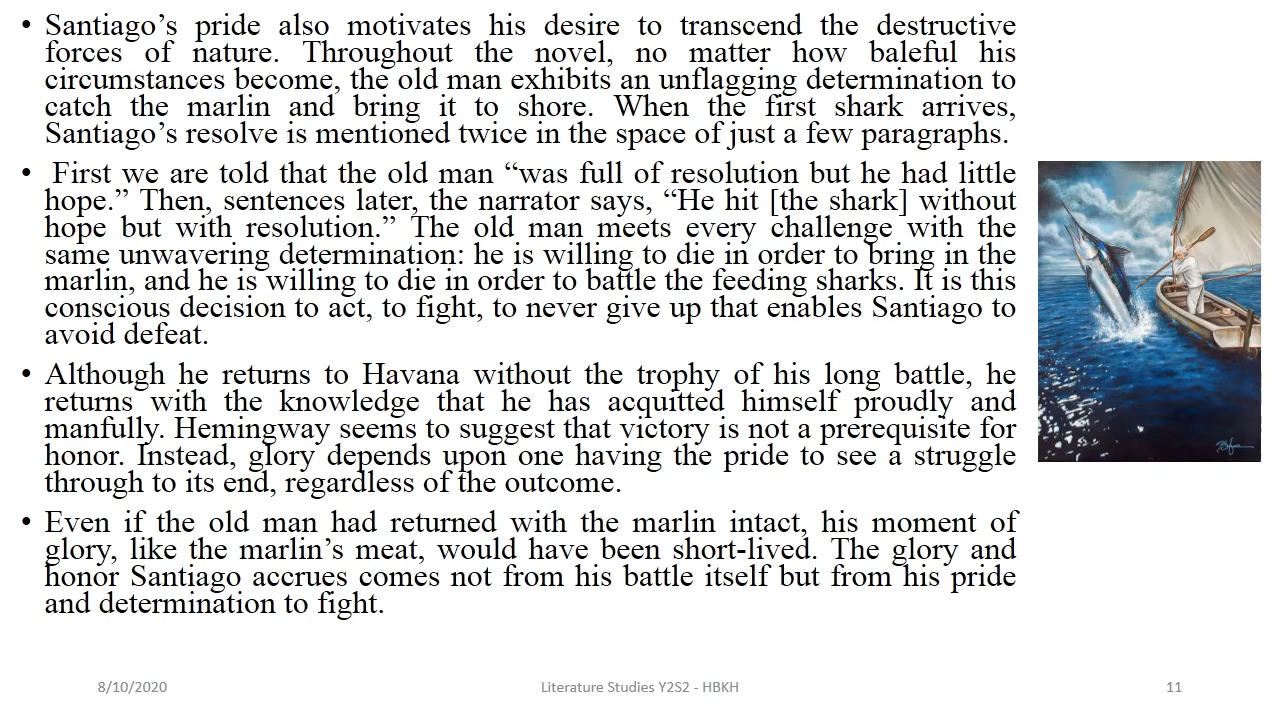 • Santiago’s pride also motivates his desire to transcend the destructive
forces of nature. Throughout the novel, no matter how baleful his
circumstances become, the old man exhibits an unflagging determination to
catch the marlin and bring it to shore. When the first shark arrives,
Santiago’s resolve is mentioned twice in the space of just a few paragraphs.
• First we are told that the old man “was full of resolution but he had little
hope.” Then, sentences later, the narrator says, “He hit [the shark] without
hope but with resolution.” The old man meets every challenge with the
same unwavering determination: he is willing to die in order to bring in the
marlin, and he is willing to die in order to battle the feeding sharks. It is this
conscious decision to act, to fight, to never give up that enables Santiago to
avoid defeat.
• Although he returns to Havana without the trophy of his long battle, he
returns with the knowledge that he has acquitted himself proudly and
manfully. Hemingway seems to suggest that victory is not a prerequisite for
honor. Instead, glory depends upon one having the pride to see a struggle
through to its end, regardless of the outcome.
• Even if the old man had returned with the marlin intact, his moment of
glory, like the marlin’s meat, would have been short-lived. The glory and
honor Santiago accrues comes not from his battle itself but from his pride
and determination to fight.
8/10/2020
Literature Studies Y2S2 - HBKH
11